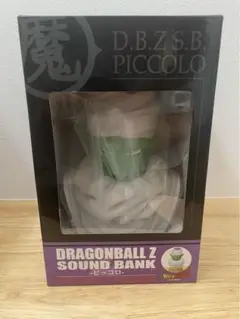 魔
D.B.Z S.B.
PICCOLO
DRAGONBALL Z
SOUND BANK
-ピッコロ-